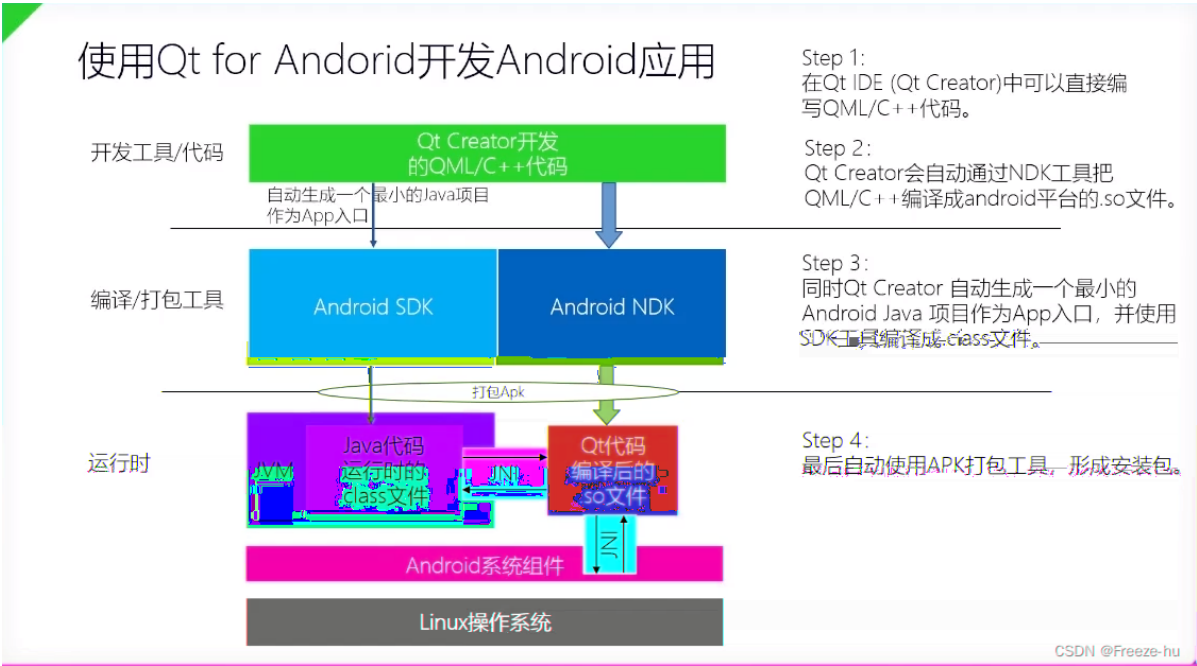 使用Qt for Andorid开发Android应用
开发工具/代码
Qt Creator开发
的QML/C++代码
自动生成一个最小的Java项目
作为App入口
编译/打包工具
Android SDK
Android NDK
打包Apk
运行时
JVM
Java代码
运行时的
class文件
JNI
Qt代码
编译后的
.so文件
JNI
Android系统组件
Linux操作系统
Step 1:
在Qt IDE (Qt Creator)中可以直接编
写QML/C++代码。
Step 2:
Qt Creator会自动通过NDK工具把
QML/C++编译成android平台的.so文件。
Step 3:
同时Qt Creator 自动生成一个最小的
Android Java 项目作为App入口，并使用
SDK工具编译成.class文件。
Step 4:
最后自动使用APK打包工具，形成安装包。
CSDN @Freeze-hu